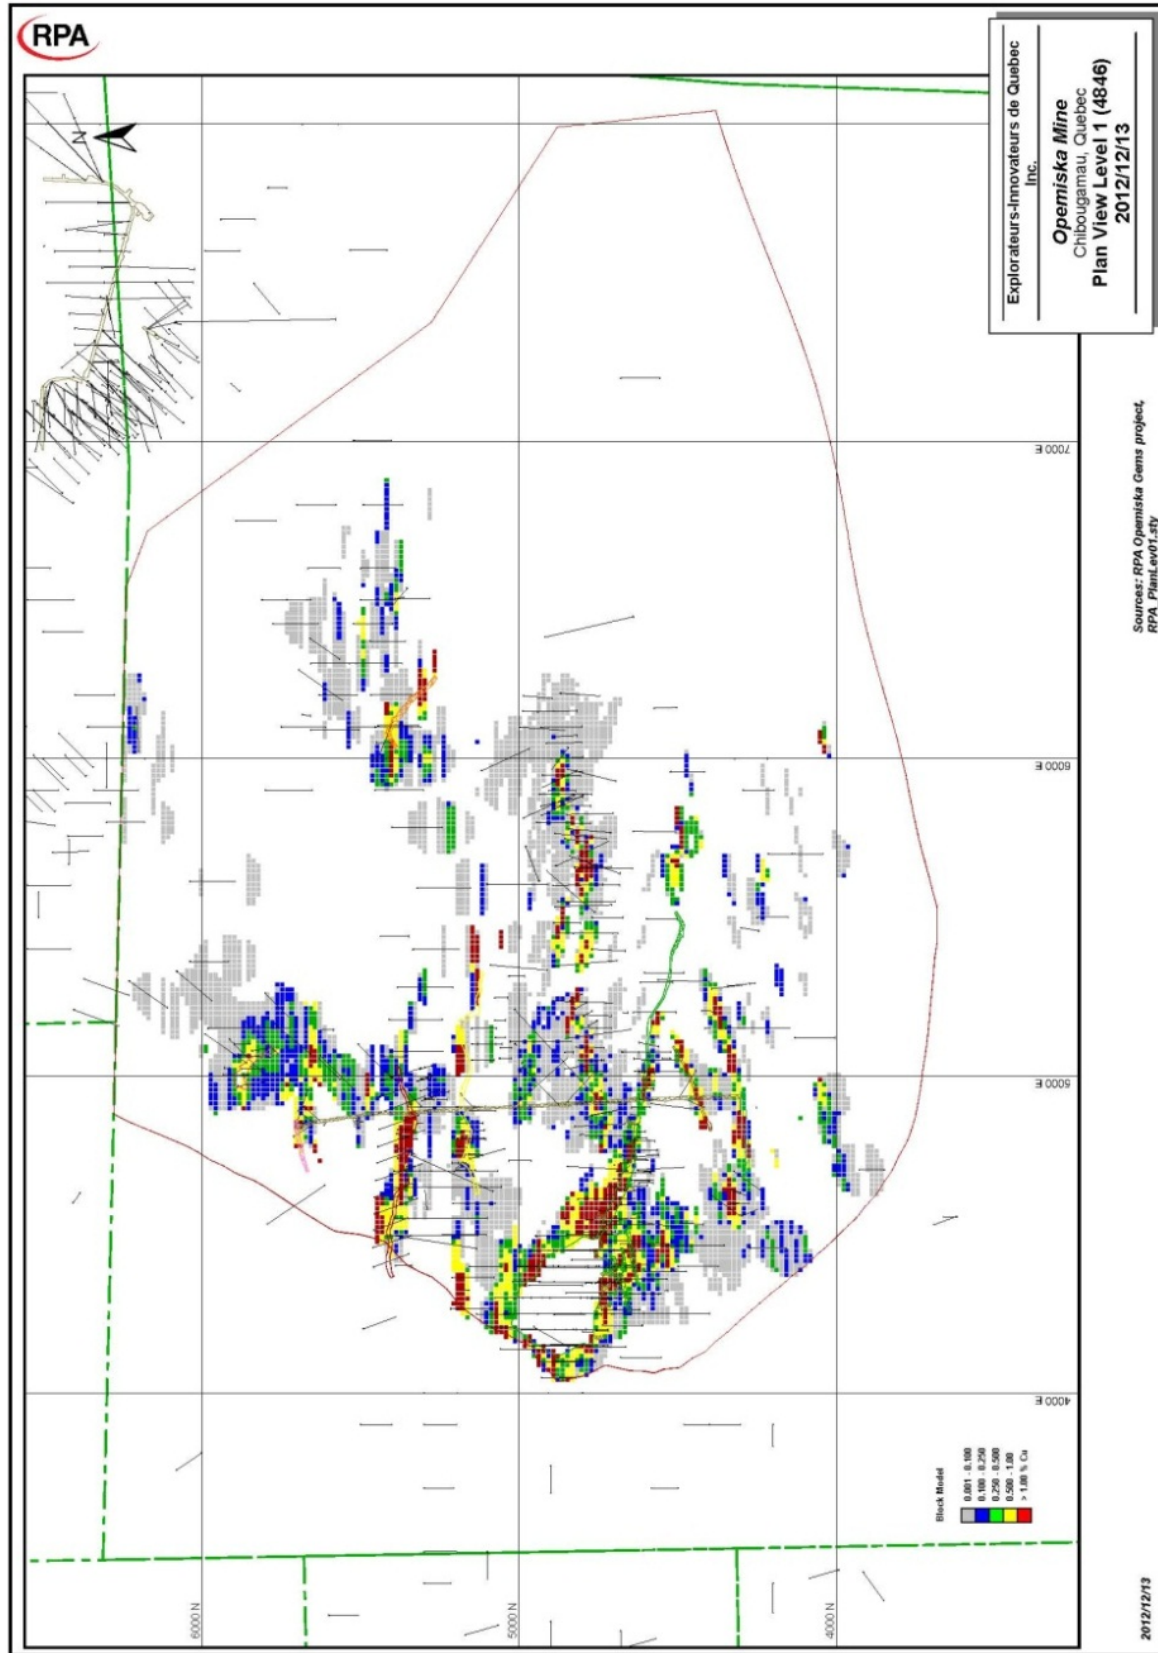 RPA
N
Explorateurs-Innovateurs de Quebec
Inc.
Opemiska Mine
Chibougamau, Quebec
Plan View Level 1 (4846)
2012/12/13
7000 E
6000 E
5000 E
4000 E
6000 N
5000 N
4000 N
Block Model
0.001 - 0.100
0.100 - 0.250
0.250 - 0.500
0.500 - 1.00
> 1.00 % Cu
Sources: RPA Opemiska Gems project,
RPA_PlanLev01.sty
2012/12/13